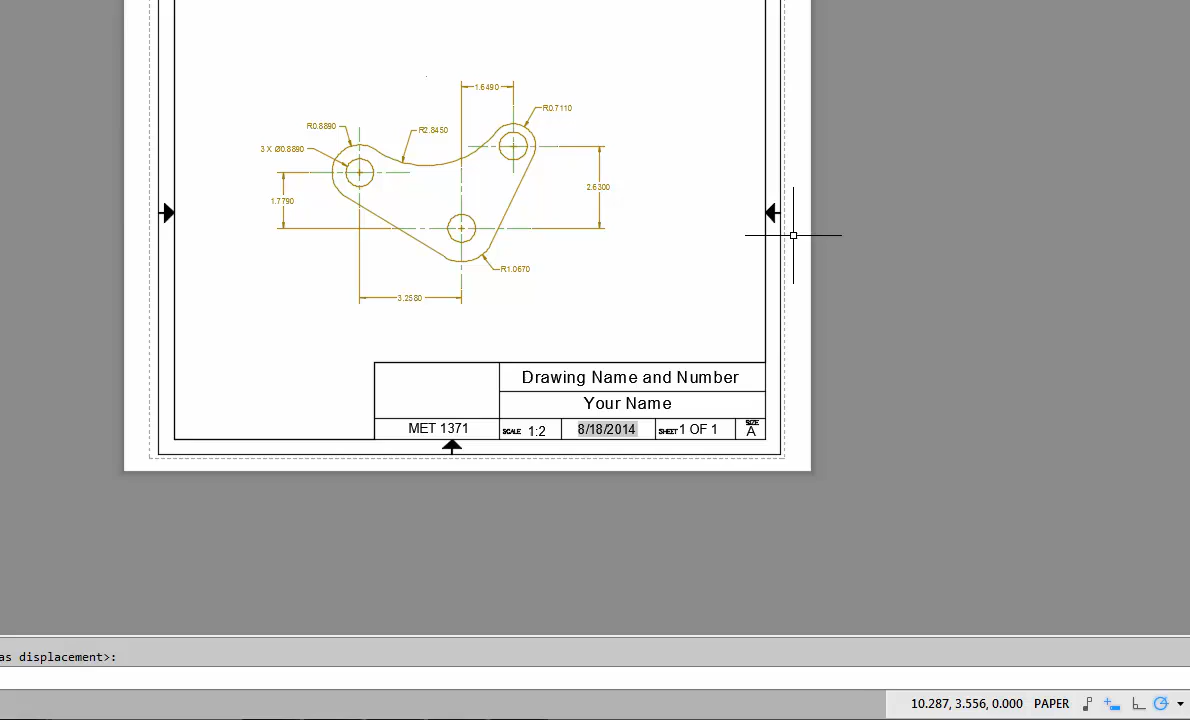 1.6490
R0.7110
R0.8890
R2.8450
3 X Ø0.8890
2.6300
1.7790
R1.0670
3.2580
Drawing Name and Number
Your Name
MET 1371
SCALE 1:2
8/18/2014
SHEET 1 OF 1
SIZE
A
as displacement>:
10.287, 3.556, 0.000 PAPER